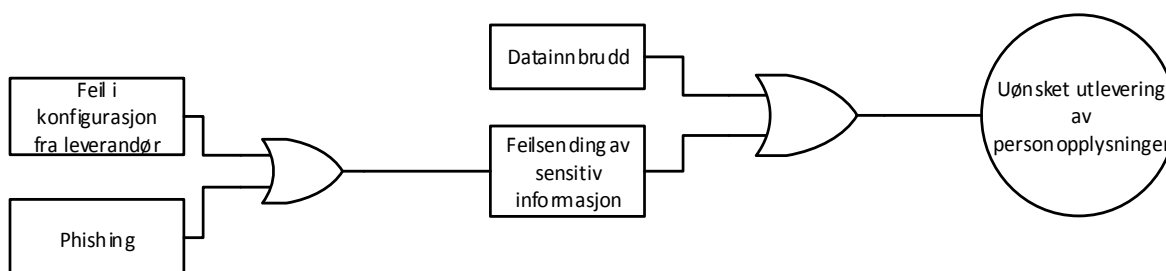 Feil i
konfigurasjon
fra leverandør
Phishing
Datainnbrudd
Feilsending av
sensitiv
informasjon
Uønsket utlevering
av
personopplysninger